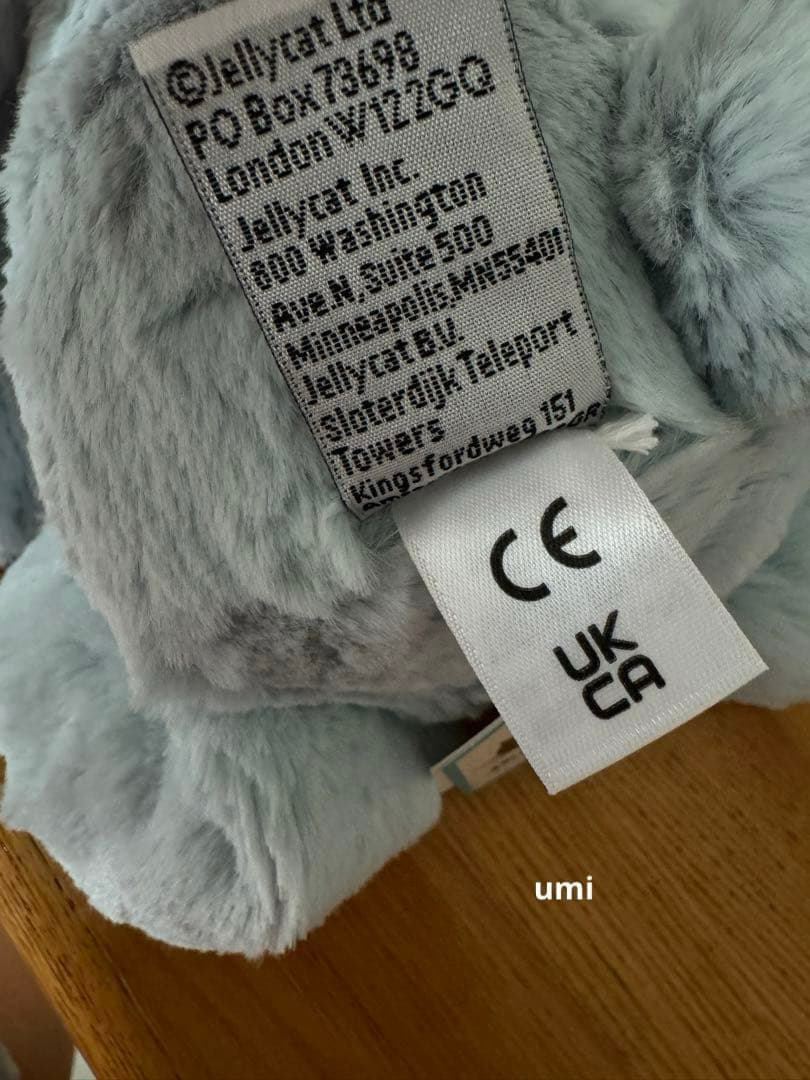 ©Jellycat Ltd
PO Box 73698
London W12 2GQ
Jellycat Inc.
800 Washington
Ave.N,Suite 500
Minneapolis,MN55401
Jellycat B.V.
Sloterdijk Teleport
Towers
Kingsfordweg 151
CE
UK
CA
umi